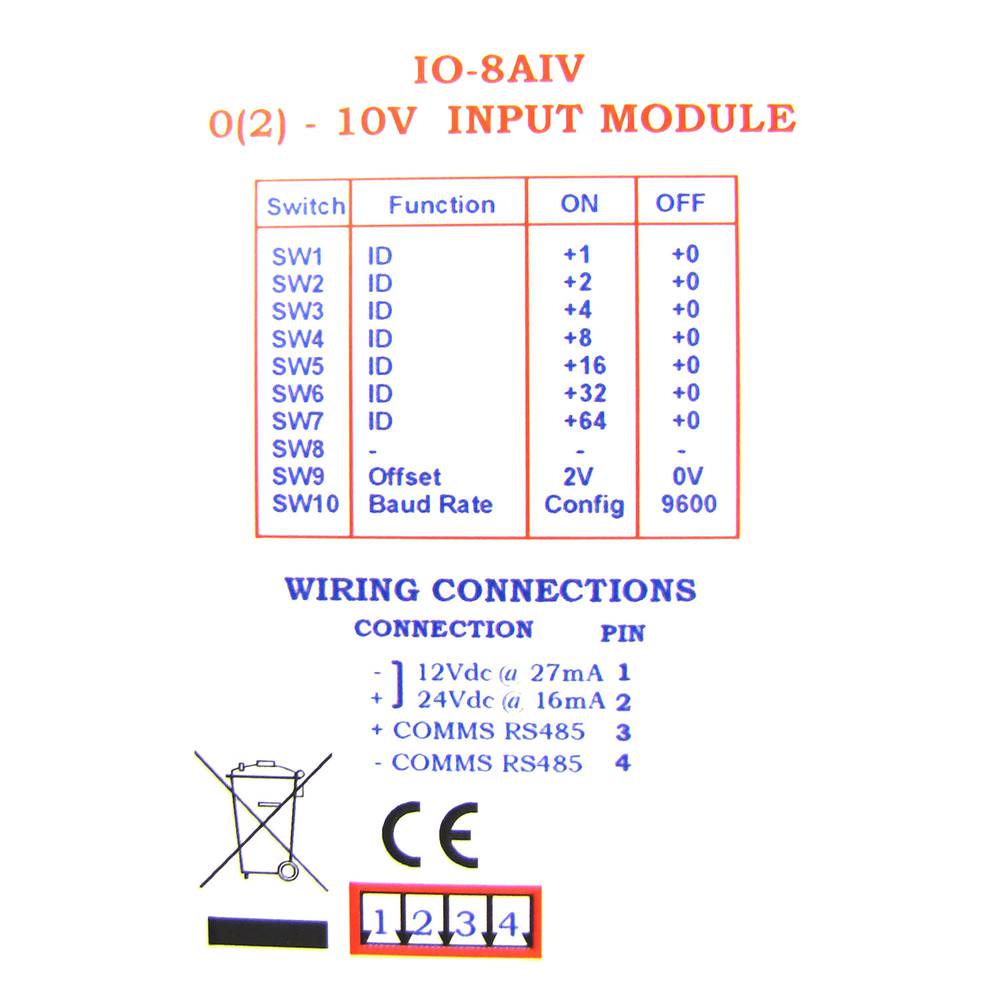 IO-8AIV
0(2) - 10V INPUT MODULE
Switch Function ON OFF
SW1 ID +1 +0
SW2 ID +2 +0
SW3 ID +4 +0
SW4 ID +8 +0
SW5 ID +16 +0
SW6 ID +32 +0
SW7 ID +64 +0
SW8 - - -
SW9 Offset 2V 0V
SW10 Baud Rate Config 9600
WIRING CONNECTIONS
CONNECTION PIN
- ] 12Vdc @ 27mA 1
+ ] 24Vdc @ 16mA 2
+ COMMS RS485 3
- COMMS RS485 4
CE
1 2 3 4